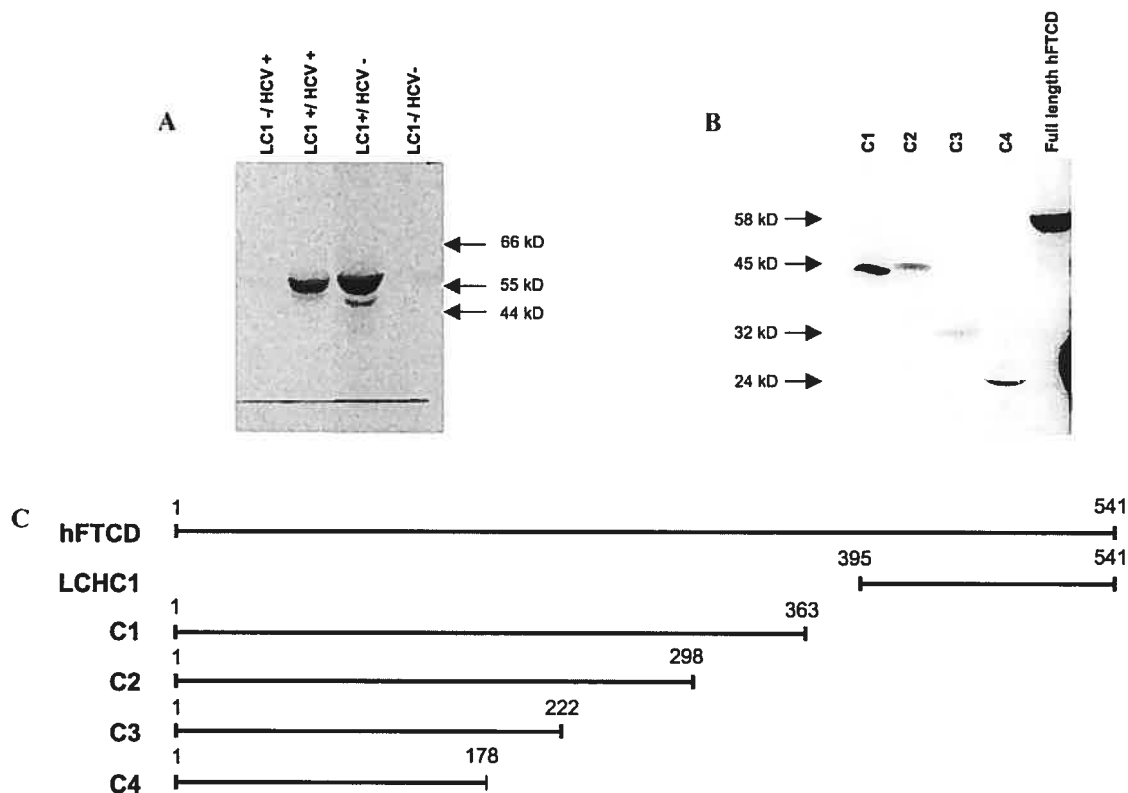 A
LC1 -/ HCV +
LC1 +/ HCV +
LC1+/ HCV -
LC1-/ HCV-
66 kD
55 kD
44 kD
B
C1
C2
C3
C4
Full length hFTCD
58 kD
45 kD
32 kD
24 kD
C
1 541
hFTCD
395 541
LCHC1
1 363
C1
1 298
C2
1 222
C3
1 178
C4